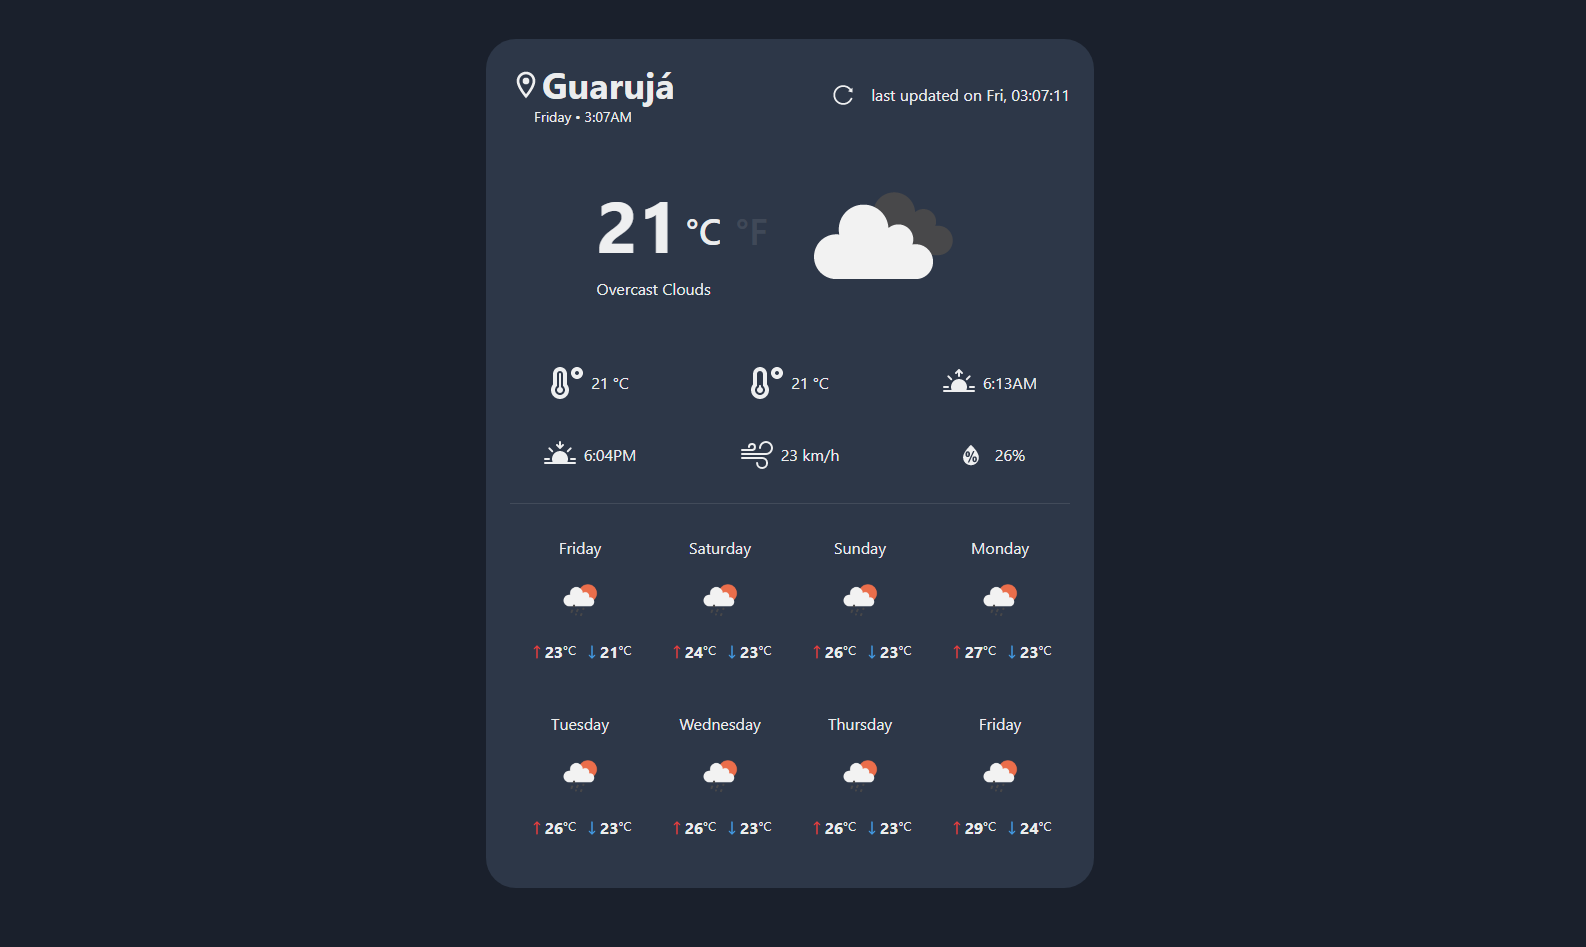 Guarujá
last updated on Fri, 03:07:11
Friday • 3:07AM
21 °C °F
Overcast Clouds
21 °C
21 °C
6:13AM
6:04PM
23 km/h
26%
Friday Saturday Sunday Monday
↑23°C ↓21°C ↑24°C ↓23°C ↑26°C ↓23°C ↑27°C ↓23°C
Tuesday Wednesday Thursday Friday
↑26°C ↓23°C ↑26°C ↓23°C ↑26°C ↓23°C ↑29°C ↓24°C